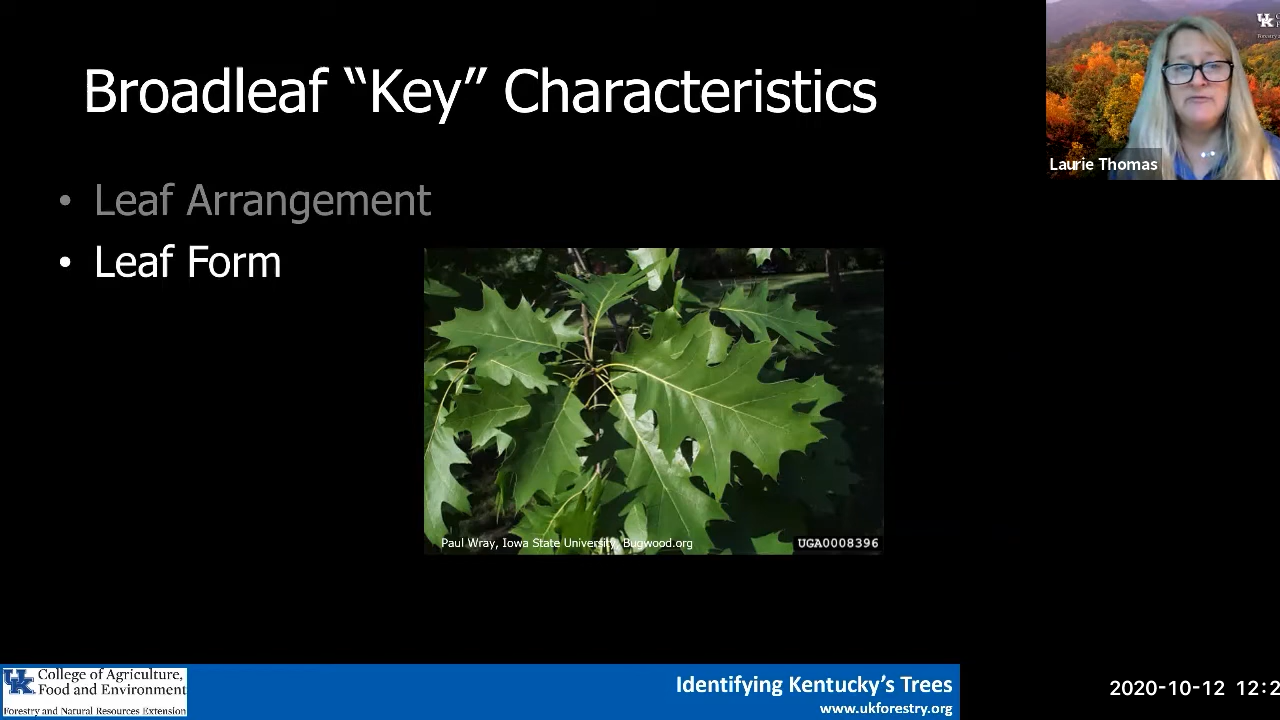 Broadleaf “Key” Characteristics
UK
Laurie Thomas
• Leaf Arrangement
• Leaf Form
Paul Wray, Iowa State University, Bugwood.org
UGA0008396
UK College of Agriculture,
Food and Environment
Forestry and Natural Resources Extension
Identifying Kentucky’s Trees
www.ukforestry.org
2020-10-12 12:2